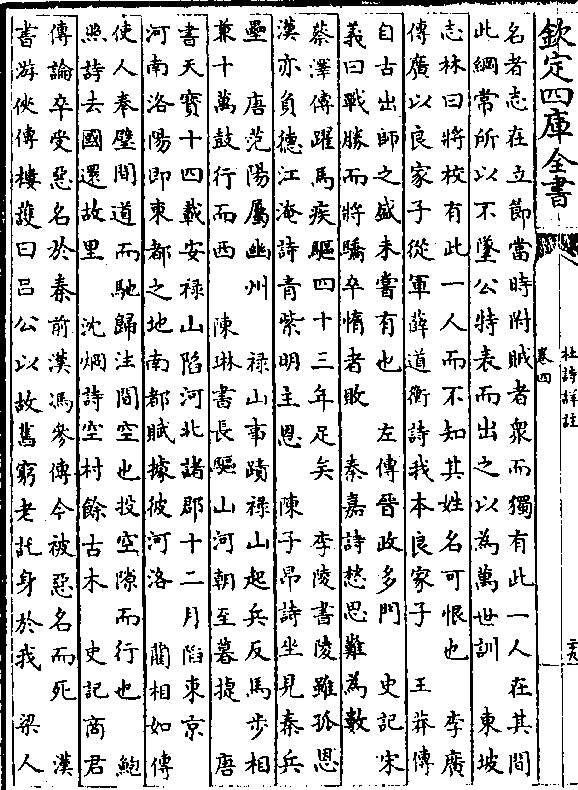 欽定四庫全書
杜詩詳註
卷四
名者志在立節當時附賊者衆而獨有此一人在其間
此綱常所以不墜公特表而出之以為萬世訓　東坡
志林曰將校有此一人而不知其姓名可恨也　李廣
傳廣以良家子從軍薛道衡詩我本良家子　王莽傳
自古出師之盛未嘗有也　左傳晉政多門　史記宋
義曰戰勝而將驕卒惰者敗　秦嘉詩愁思難為數
蔡澤傳躍馬疾驅四十三年足矣　李陵書陵雖孤恩
漢亦負德江淹詩青紫明主恩　陳子昂詩坐見秦兵
壘　唐范陽屬幽州　祿山事蹟祿山起兵反馬步相
兼十萬鼓行而西　陳琳書長驅山河朝至暮捷　唐
書天寶十四載安祿山陷河北諸郡十二月陷東京
河南洛陽即東都之地南都賦據彼河洛　藺相如傳
使人奉璧間道而馳歸注間空也投空隙而行也　鮑
照詩去國還故里　沈烱詩空村餘古木　史記商君
傳論卒受惡名於秦前漢馮參傳今被惡名而死　漢
書游俠傳樓護曰吕公以故舊窮老託身於我　梁人